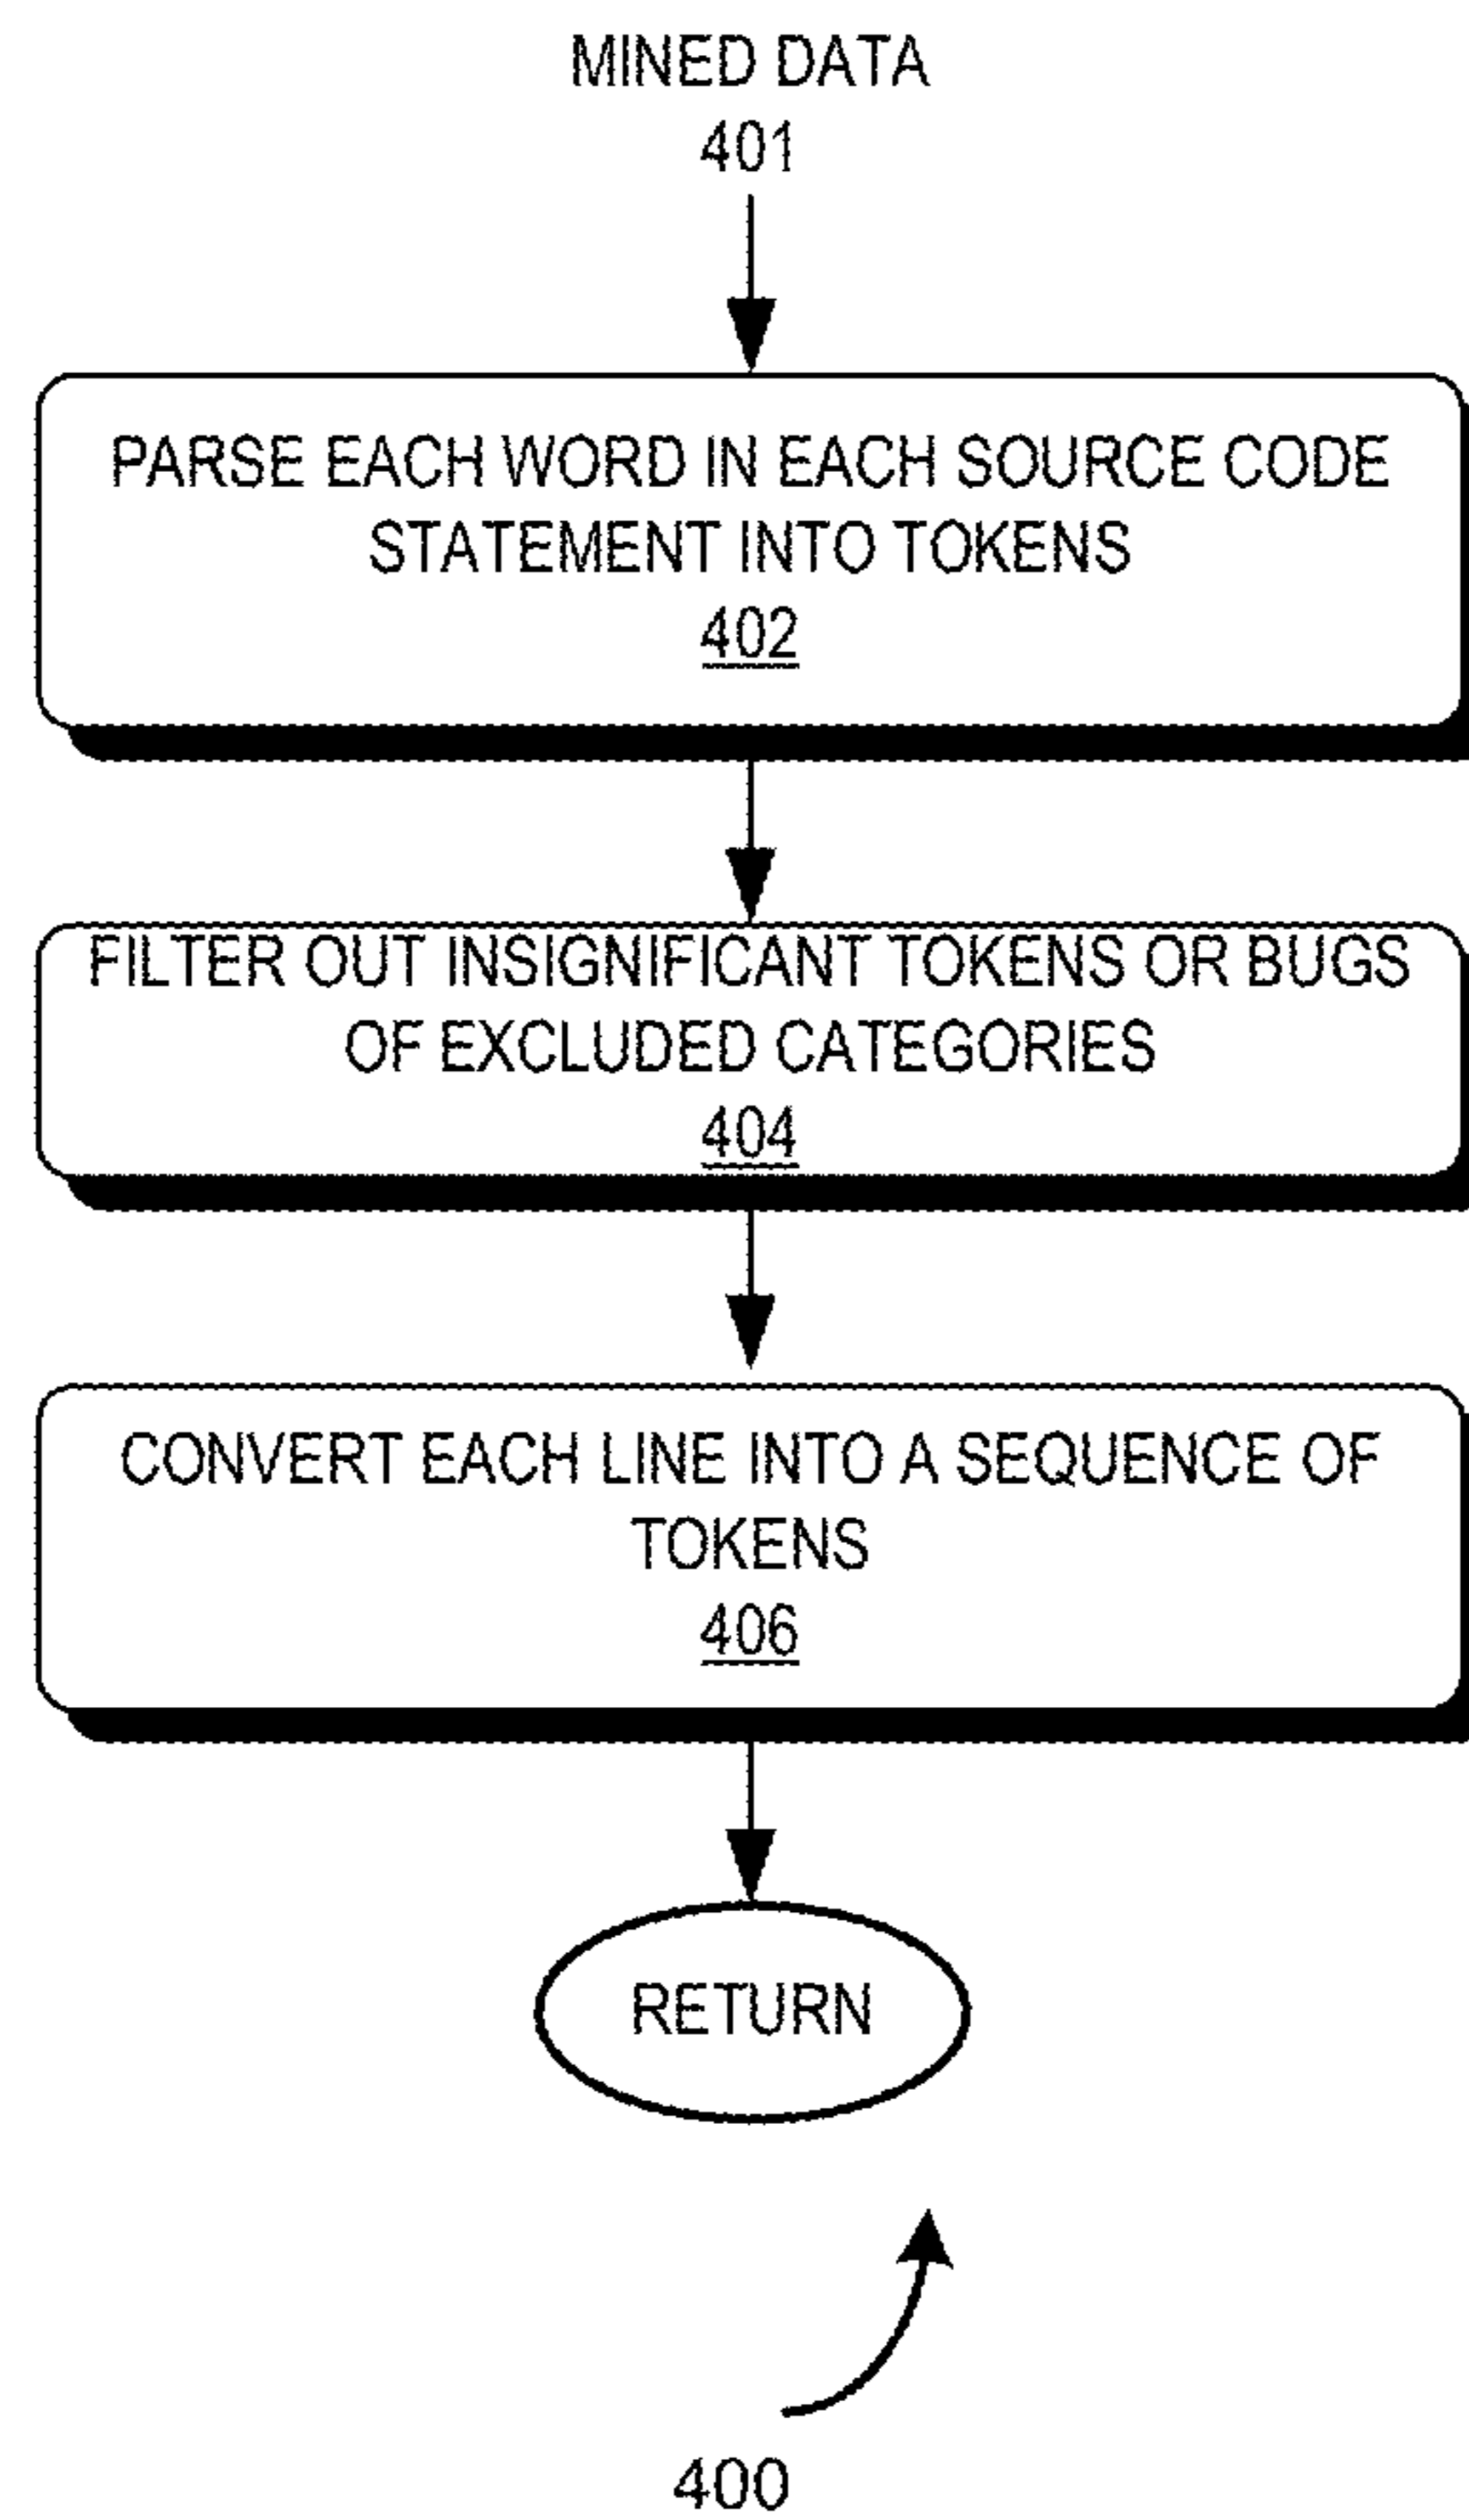 MINED DATA
401
PARSE EACH WORD IN EACH SOURCE CODE
STATEMENT INTO TOKENS
402
FILTER OUT INSIGNIFICANT TOKENS OR BUGS
OF EXCLUDED CATEGORIES
404
CONVERT EACH LINE INTO A SEQUENCE OF
TOKENS
406
RETURN
400